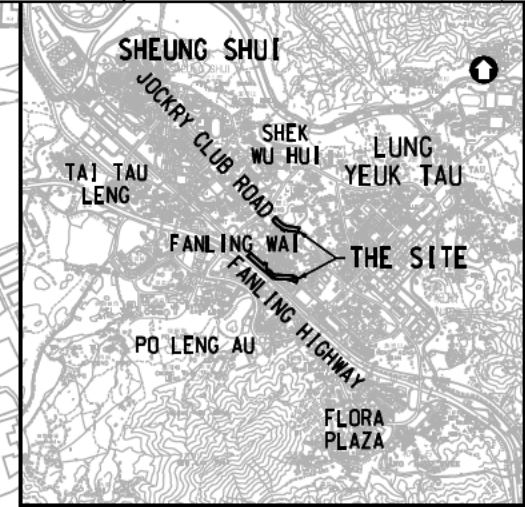 SHEUNG SHUI
JOCKRY CLUB ROAD
SHEK
WU HUI
LUNG
YEUK TAU
TAI TAU
LENG
FANLING WAI
THE SITE
FANLING HIGHWAY
PO LENG AU
FLORA
PLAZA